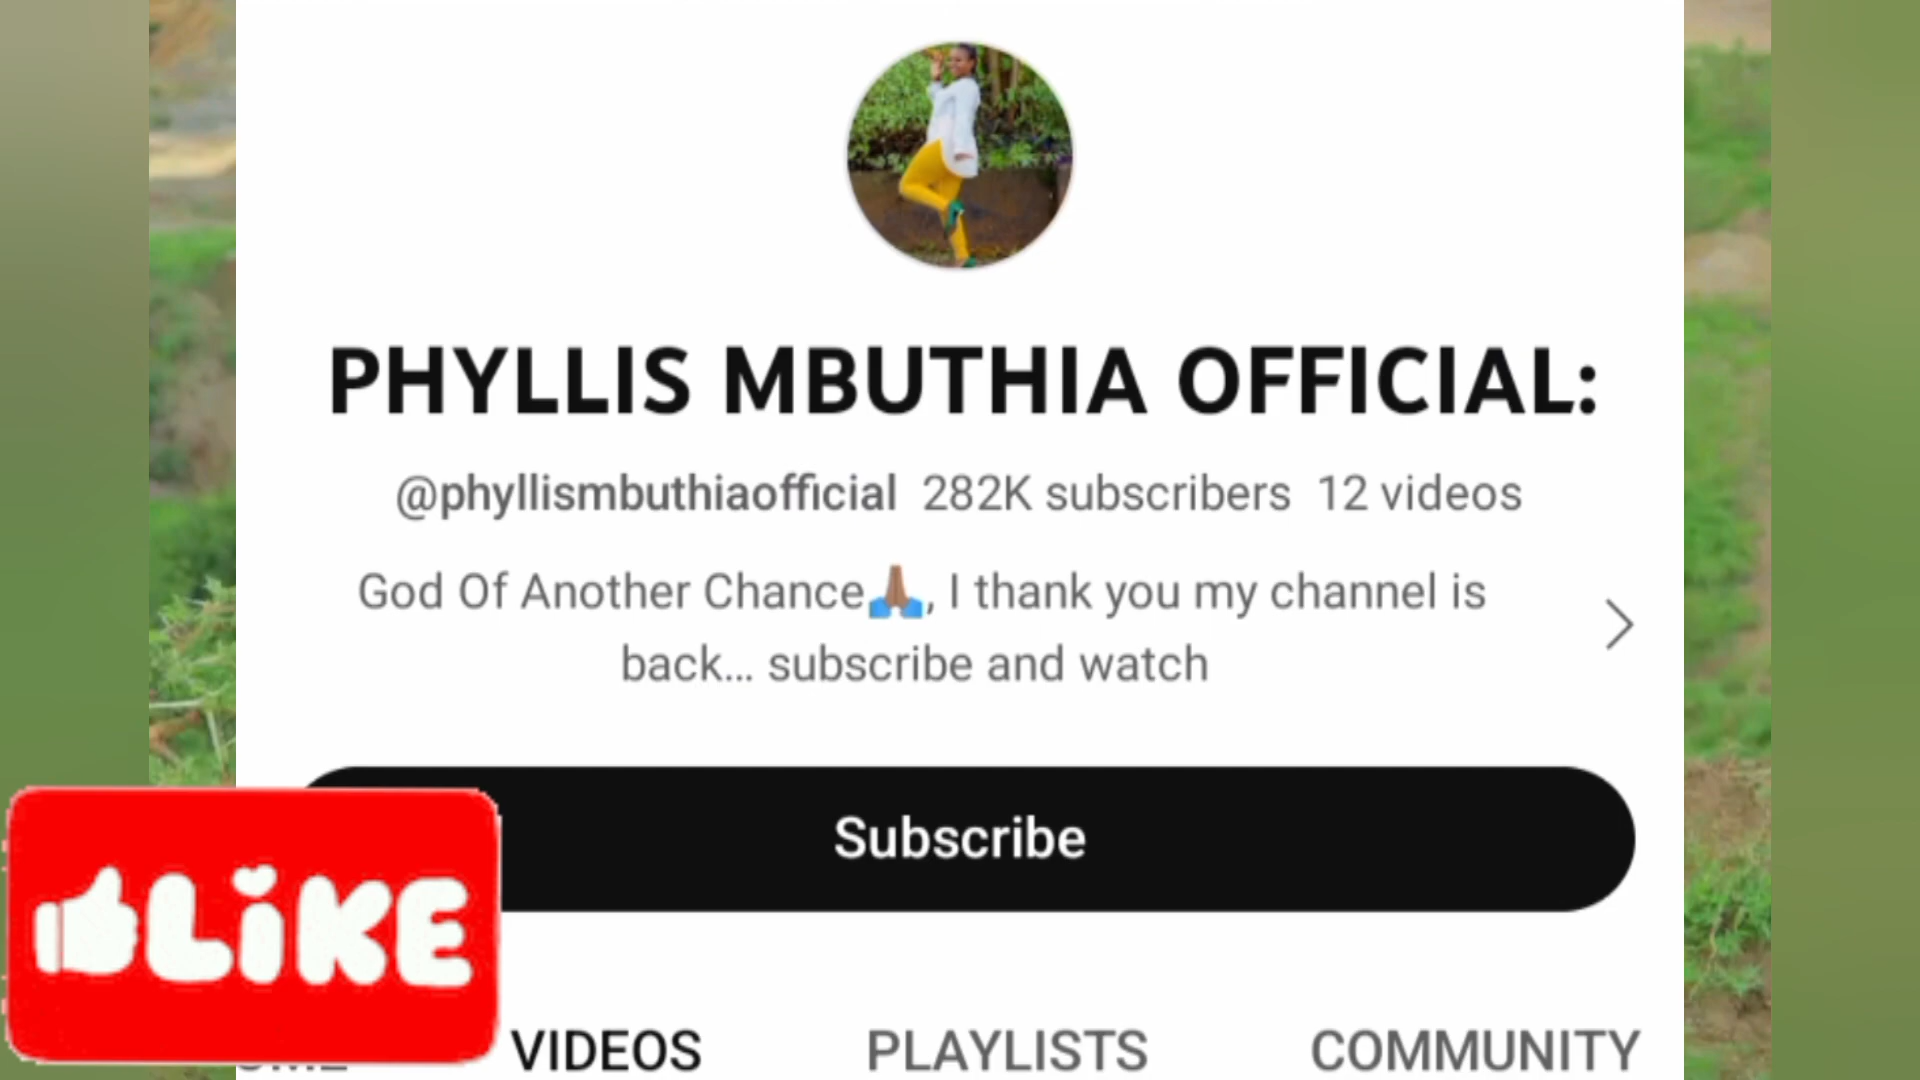 PHYLLIS MBUTHIA OFFICIAL:
@phyllismbuthiaofficial 282K subscribers 12 videos
God Of Another Chance🙏🏾, I thank you my channel is
back... subscribe and watch
Subscribe
LiKE
VIDEOS PLAYLISTS COMMUNITY